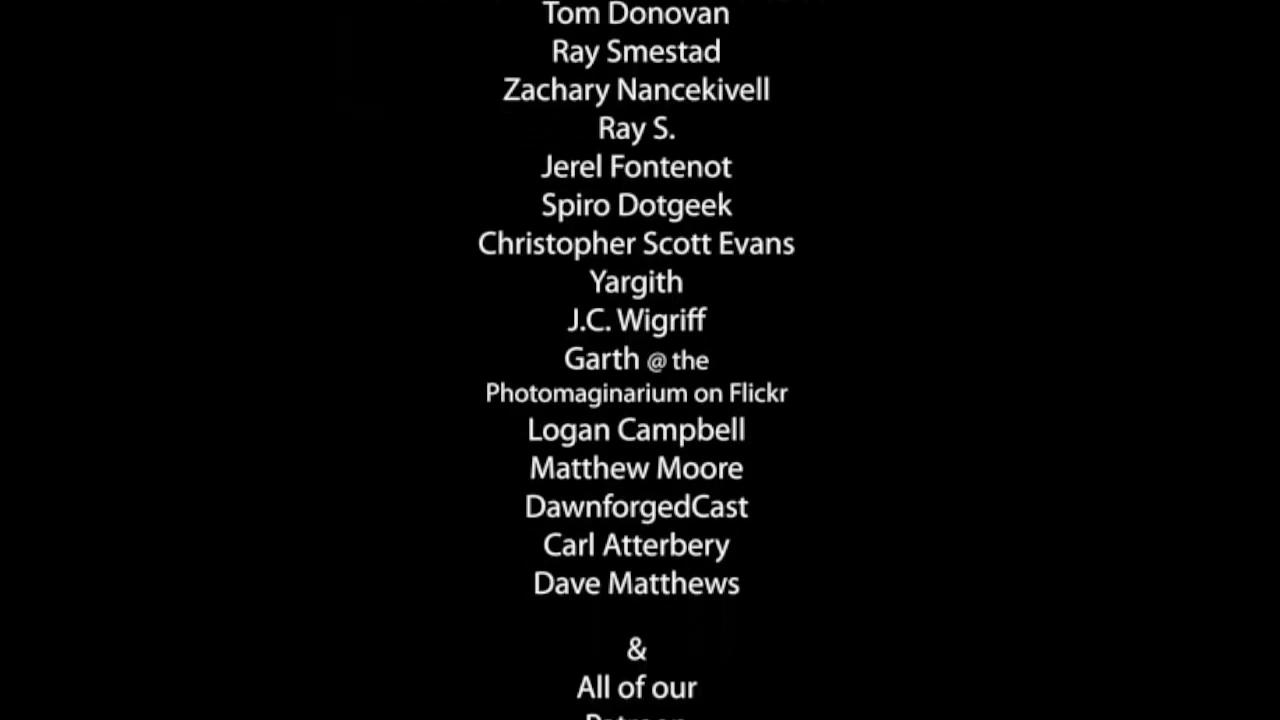 Tom Donovan
Ray Smestad
Zachary Nancekivell
Ray S.
Jerel Fontenot
Spiro Dotgeek
Christopher Scott Evans
Yargith
J.C. Wigriff
Garth @ the
Photomaginarium on Flickr
Logan Campbell
Matthew Moore
DawnforgedCast
Carl Atterbery
Dave Matthews
&
All of our